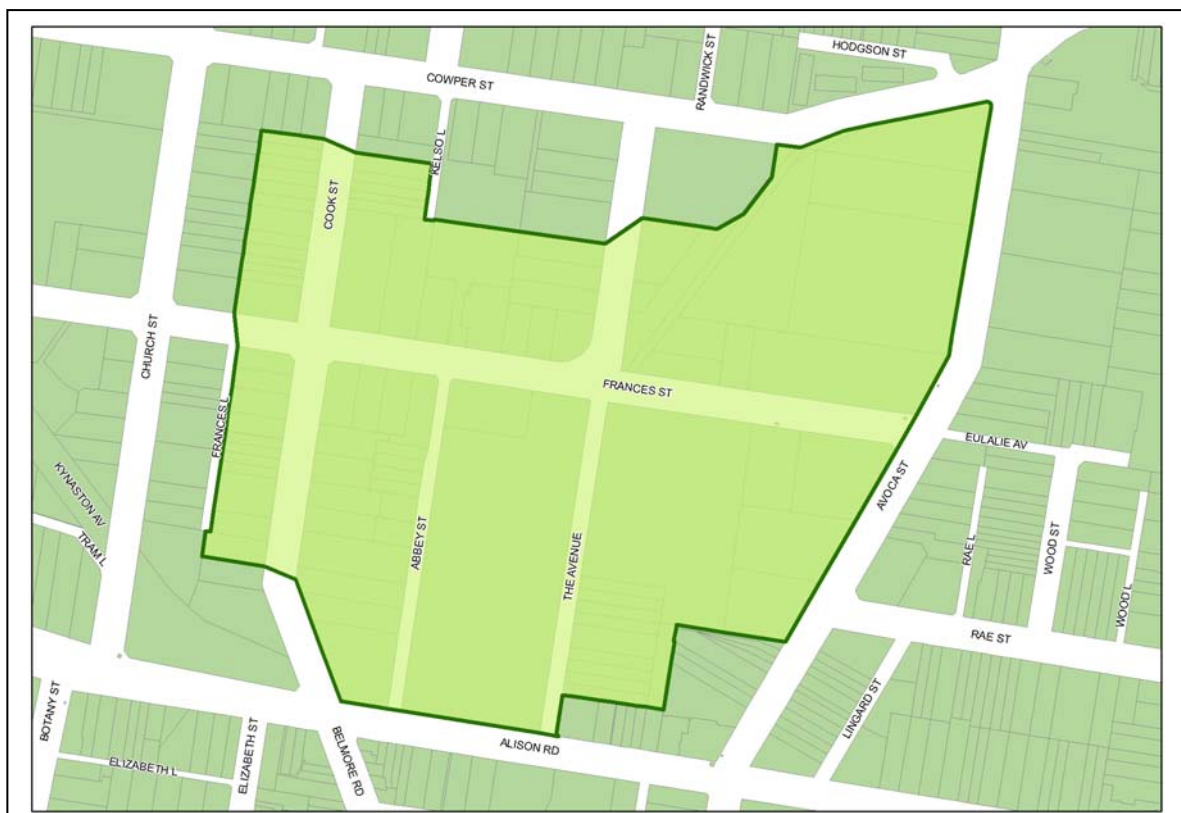 HODGSON ST
RANDWICK ST
COWPER ST
KELSO L
COOK ST
CHURCH ST
FRANCES ST
FRANCES L
EULALIE AV
AVOCA ST
KYNASTON AV
TRAM L
ABBEY ST
THE AVENUE
RAE L
WOOD ST
WOOD L
RAE ST
LINGARD ST
BOTANY ST
ELIZABETH ST
BELMORE RD
ALISON RD
ELIZABETH L